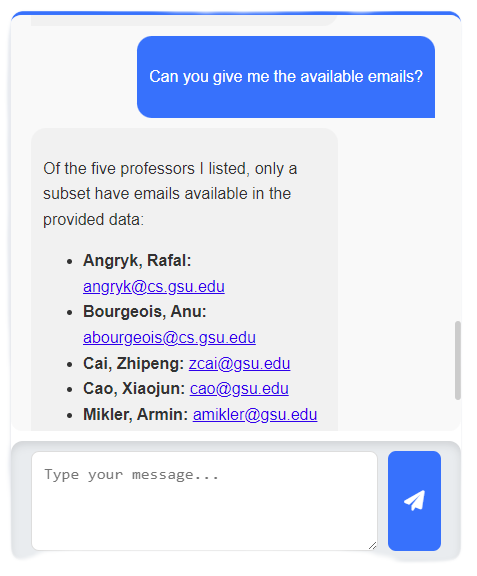 Can you give me the available emails?
Of the five professors I listed, only a
subset have emails available in the
provided data:
• Angryk, Rafal:
angryk@cs.gsu.edu
• Bourgeois, Anu:
abourgeois@cs.gsu.edu
• Cai, Zhipeng: zcai@gsu.edu
• Cao, Xiaojun: cao@gsu.edu
• Mikler, Armin: amikler@gsu.edu
Type your message...